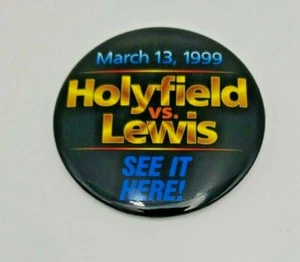 March 13, 1999
Holyfield
vs.
Lewis
SEE IT
HERE!